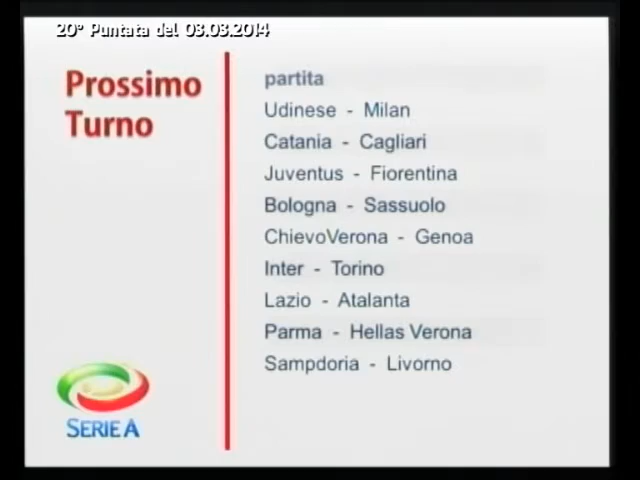 20° Puntata del 03.03.2014
Prossimo
Turno
partita
Udinese - Milan
Catania - Cagliari
Juventus - Fiorentina
Bologna - Sassuolo
ChievoVerona - Genoa
Inter - Torino
Lazio - Atalanta
Parma - Hellas Verona
Sampdoria - Livorno
SERIE A